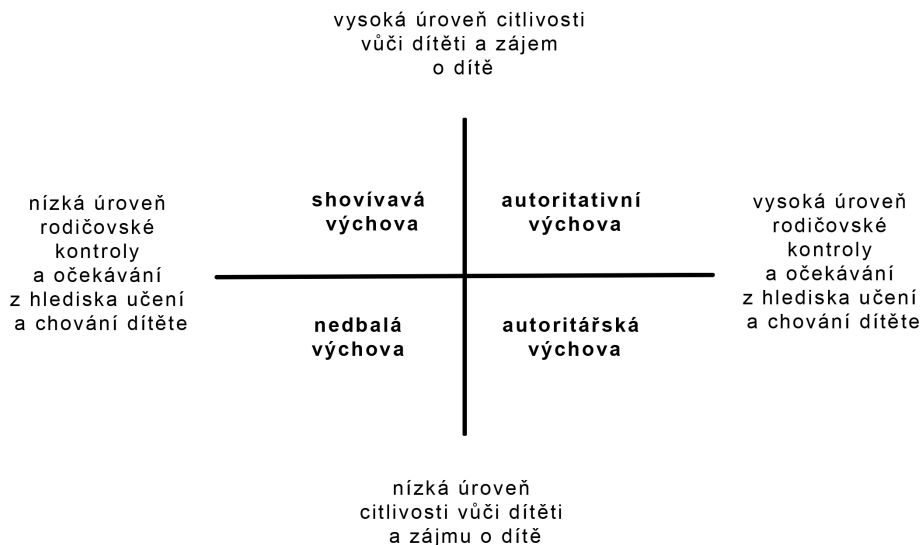 vysoká úroveň citlivosti
vůči dítěti a zájem
o dítě
nízká úroveň
rodičovské
kontroly
a očekávání
z hlediska učení
a chování dítěte
shovívavá
výchova
autoritativní
výchova
vysoká úroveň
rodičovské
kontroly
a očekávání
z hlediska učení
a chování dítěte
nedbalá
výchova
autoritářská
výchova
nízká úroveň
citlivosti vůči dítěti
a zájmu o dítě